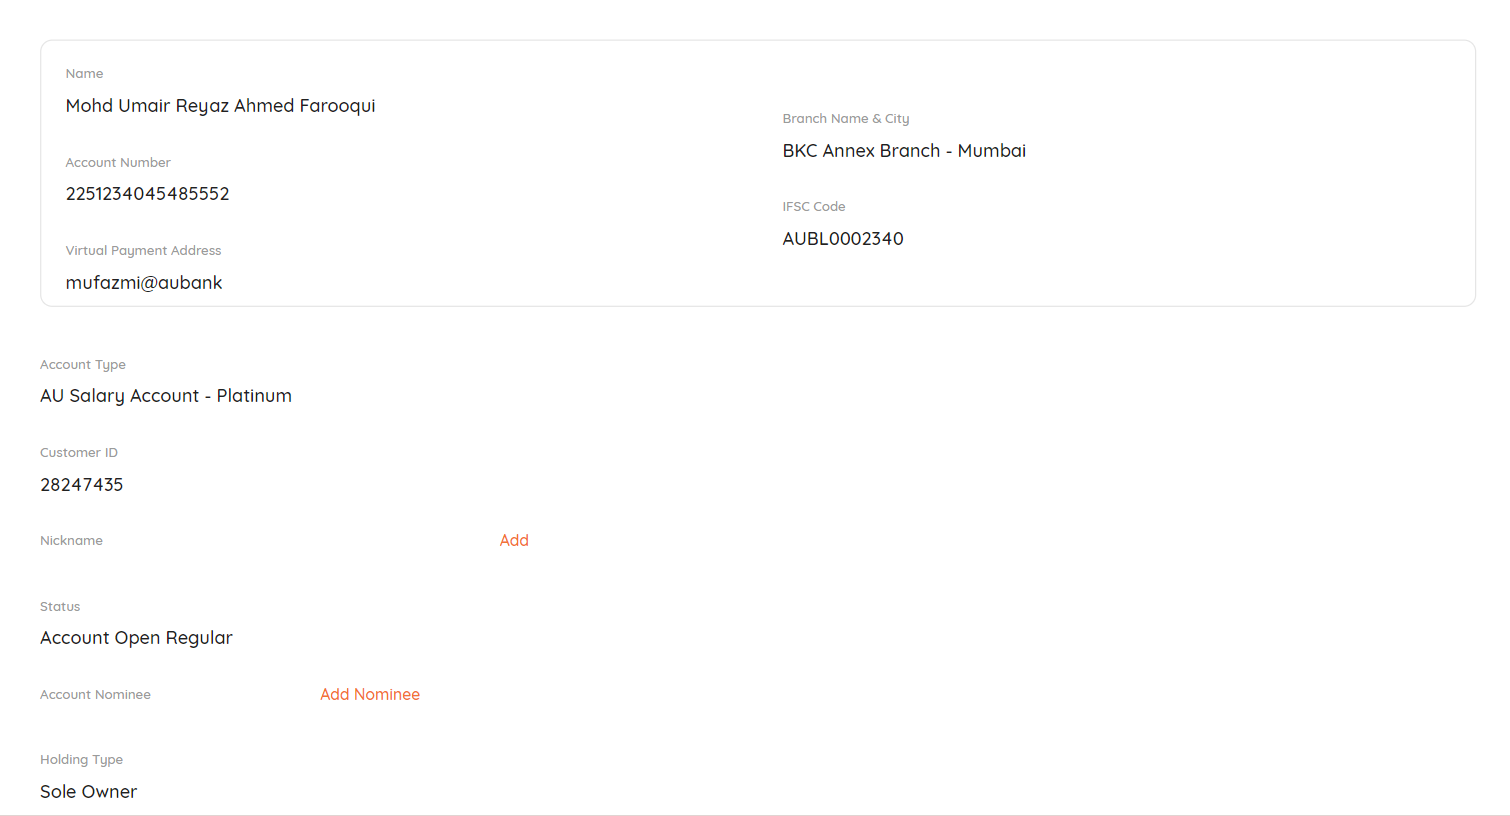 Name
Mohd Umair Reyaz Ahmed Farooqui
Account Number
2251234045485552
Virtual Payment Address
mufazmi@aubank
Branch Name & City
BKC Annex Branch - Mumbai
IFSC Code
AUBL0002340
Account Type
AU Salary Account - Platinum
Customer ID
28247435
Nickname Add
Status
Account Open Regular
Account Nominee Add Nominee
Holding Type
Sole Owner